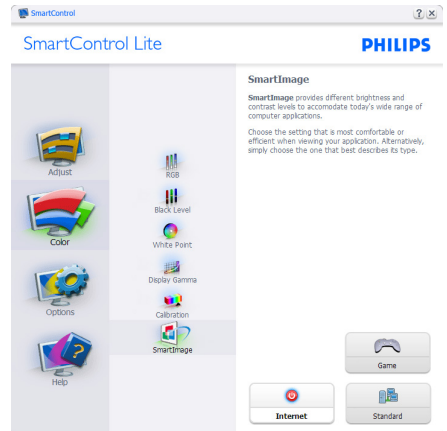 SmartControl
SmartControl Lite
PHILIPS
Adjust
Color
Options
Help
RGB
Black Level
White Point
Display Gamma
Calibration
SmartImage
SmartImage
SmartImage provides different brightness and
contrast levels to accomodate today's wide range of
computer applications.
Choose the setting that is most comfortable or
efficient when viewing your application. Alternatively,
simply choose the one that best describes its type.
Game
Internet
Standard